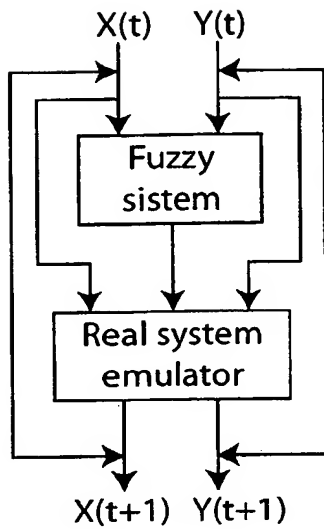 X(t) Y(t)
Fuzzy
sistem
Real system
emulator
X(t+1) Y(t+1)